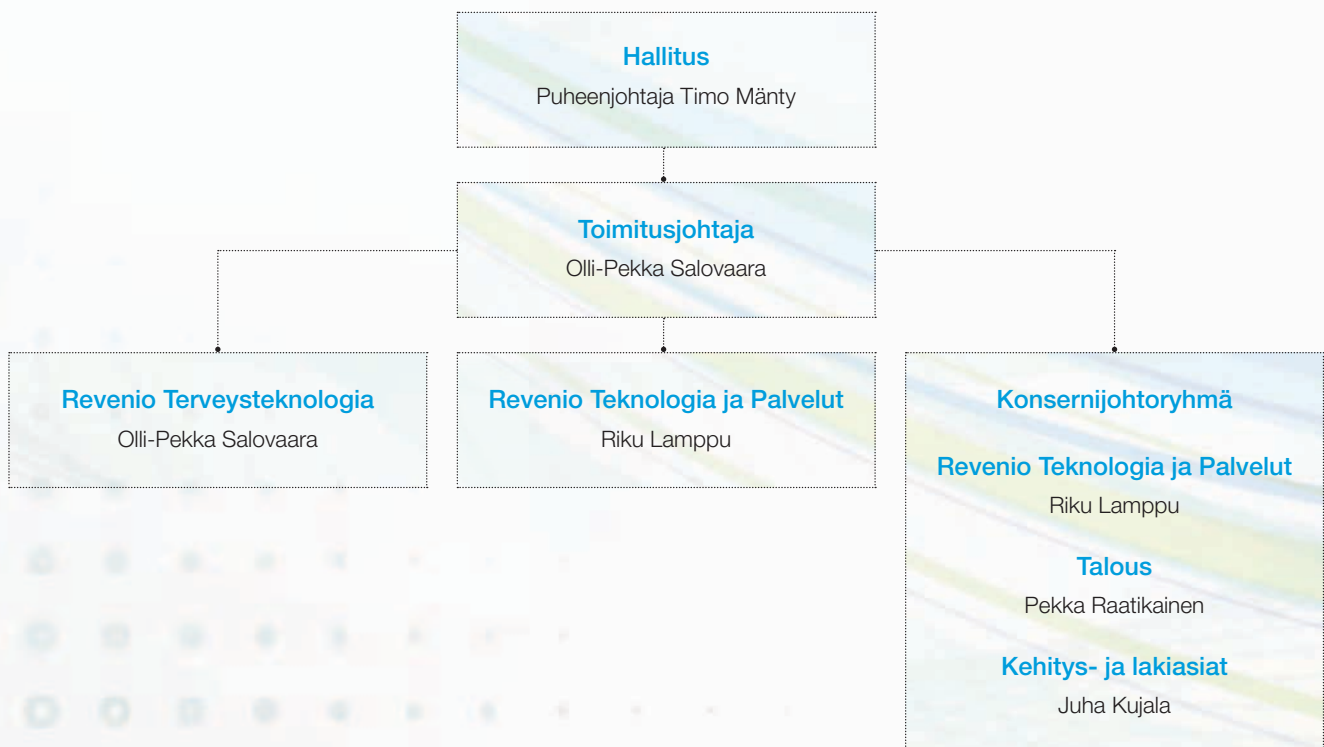 Hallitus
Puheenjohtaja Timo Mänty
Toimitusjohtaja
Olli-Pekka Salovaara
Revenio Terveysteknologia
Olli-Pekka Salovaara
Revenio Teknologia ja Palvelut
Riku Lamppu
Konsernijohtoryhmä
Revenio Teknologia ja Palvelut
Riku Lamppu
Talous
Pekka Raatikainen
Kehitys- ja lakiasiat
Juha Kujala